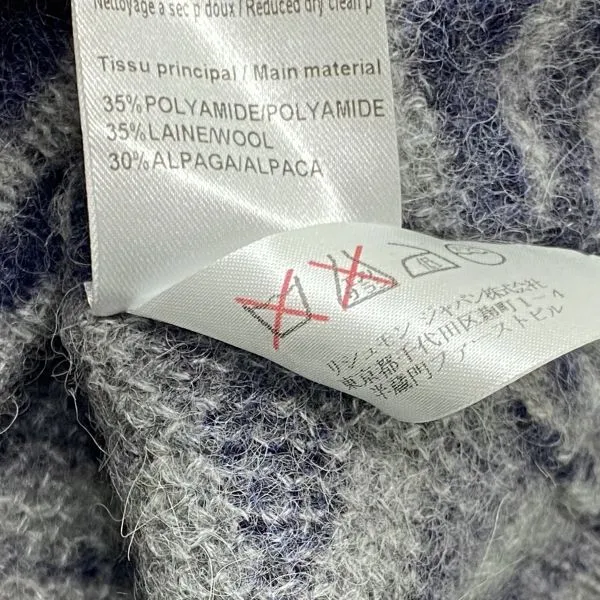 Nettoyage a sec p doux / Reduced dry clean p
Tissu principal / Main material
35% POLYAMIDE/POLYAMIDE
35% LAINE/WOOL
30% ALPAGA/ALPACA
リシュモン ジャパン株式会社
東京都千代田区麹町1-4
半蔵門ファーストビル